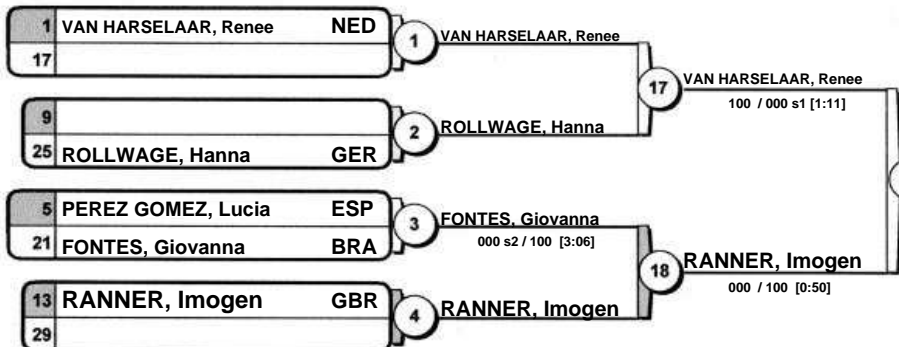 1 VAN HARSELAAR, Renee NED
17
1 VAN HARSELAAR, Renee
9
25 ROLLWAGE, Hanna GER
2 ROLLWAGE, Hanna
17 VAN HARSELAAR, Renee
100 / 000 s1 [1:11]
5 PEREZ GOMEZ, Lucia ESP
21 FONTES, Giovanna BRA
3 FONTES, Giovanna
000 s2 / 100 [3:06]
13 RANNER, Imogen GBR
29
4 RANNER, Imogen
18 RANNER, Imogen
000 / 100 [0:50]